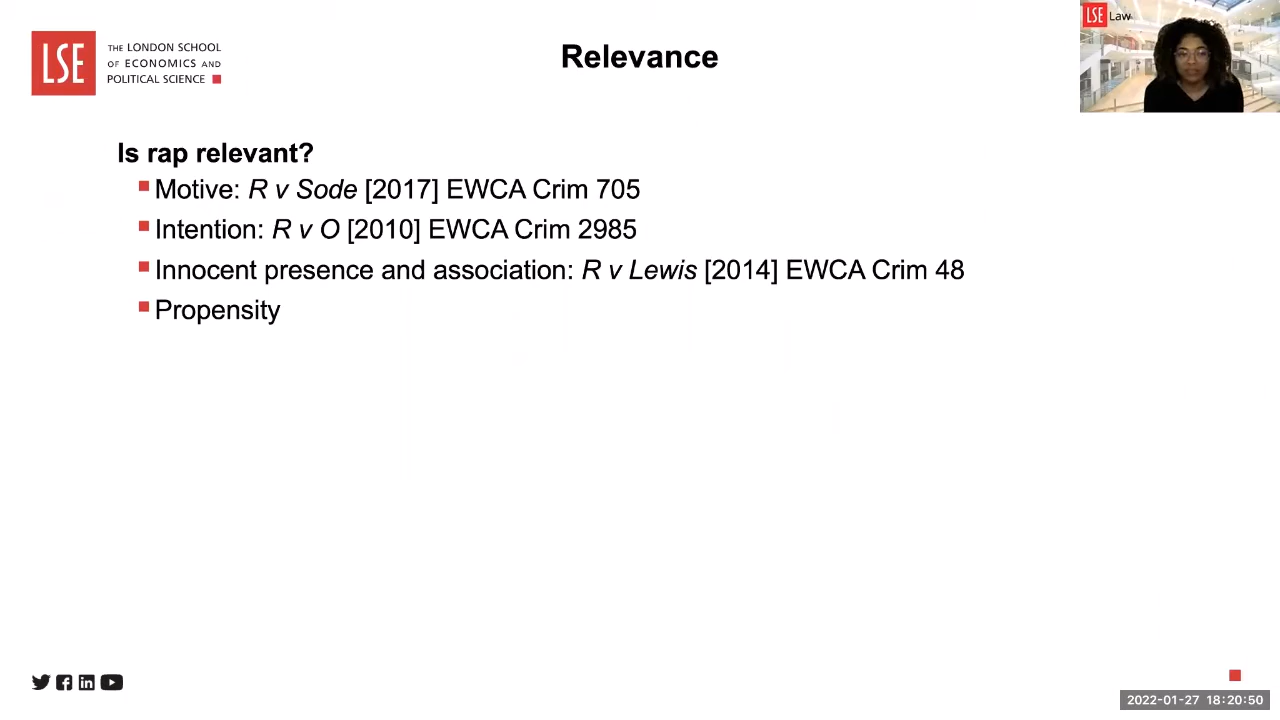 LSE
THE LONDON SCHOOL
OF ECONOMICS AND
POLITICAL SCIENCE
Relevance
LSE Law
Is rap relevant?
Motive: R v Sode [2017] EWCA Crim 705
Intention: R v O [2010] EWCA Crim 2985
Innocent presence and association: R v Lewis [2014] EWCA Crim 48
Propensity
2022-01-27 18:20:50